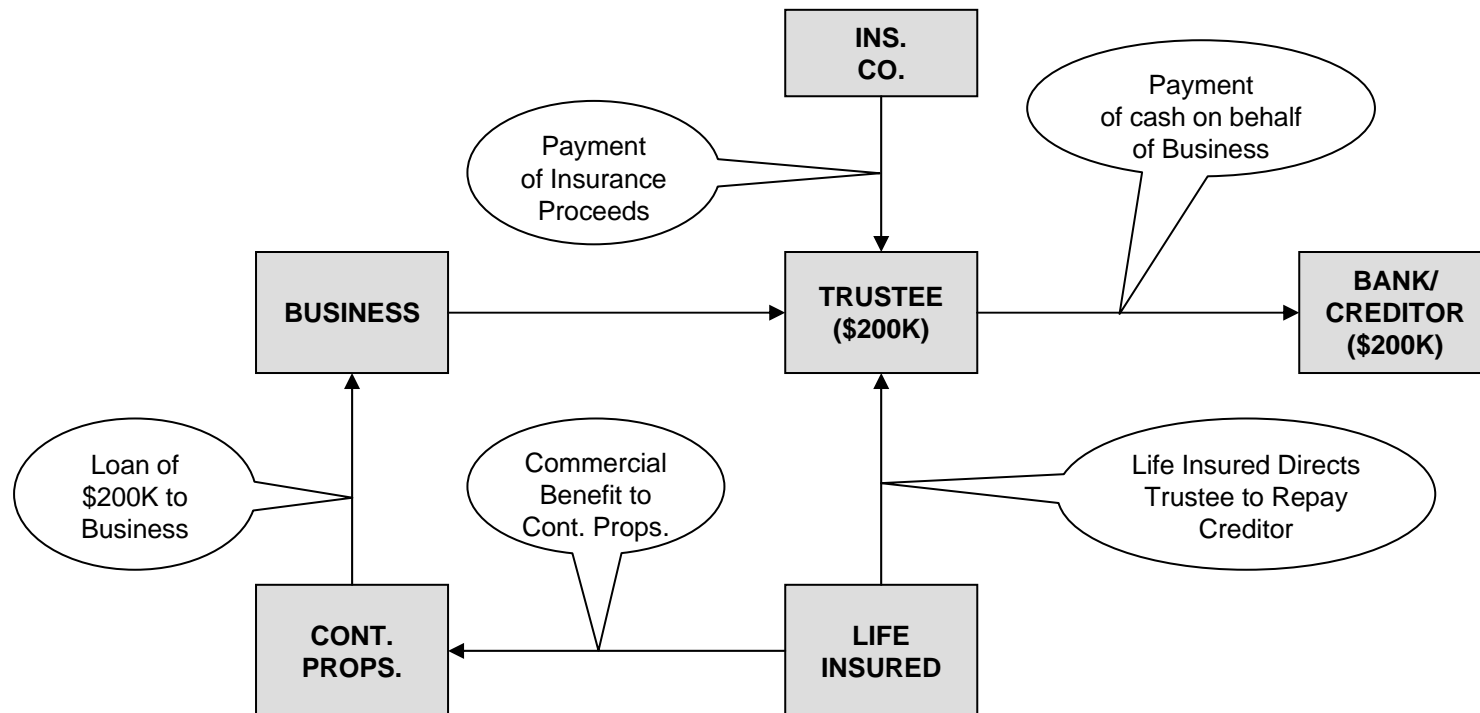 INS.
CO.
Payment
of cash on behalf
of Business
Payment
of Insurance
Proceeds
BUSINESS
TRUSTEE
($200K)
BANK/
CREDITOR
($200K)
Loan of
$200K to
Business
Commercial
Benefit to
Cont. Props.
Life Insured Directs
Trustee to Repay
Creditor
CONT.
PROPS.
LIFE
INSURED